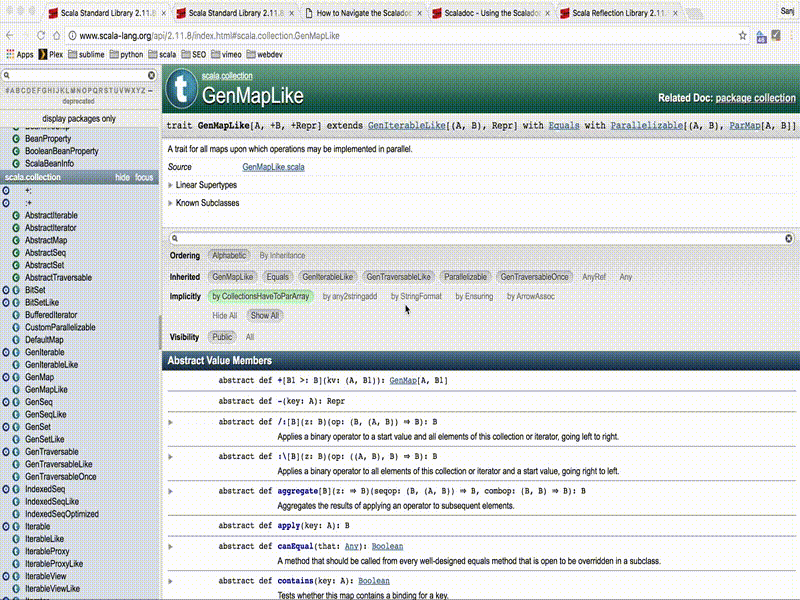 Scala Standard Library 2.11.8
Scala Standard Library 2.11.8
How to Navigate the Scaladoc
Scaladoc - Using the Scaladoc
Scala Reflection Library 2.11.
Sanj
www.scala-lang.org/api/2.11.8/index.html#scala.collection.GenMapLike
Apps Plex sublime python scala SEO vimeo webdev
#ABCDEFGHIJKLMNOPQRSTUVWXYZ –
deprecated
display packages only
BeanProperty
BooleanBeanProperty
ScalaBeanInfo
scala.collection hide focus
+:
:+
AbstractIterable
AbstractIterator
AbstractMap
AbstractSeq
AbstractSet
AbstractTraversable
BitSet
BitSetLike
BufferedIterator
CustomParallelizable
DefaultMap
GenIterable
GenIterableLike
GenMap
GenMapLike
GenSeq
GenSeqLike
GenSet
GenSetLike
GenTraversable
GenTraversableLike
GenTraversableOnce
IndexedSeq
IndexedSeqLike
IndexedSeqOptimized
Iterable
IterableLike
IterableProxy
IterableProxyLike
IterableView
IterableViewLike
t
scala.collection
GenMapLike
Related Doc: package collection
trait GenMapLike[A, +B, +Repr] extends GenIterableLike[(A, B), Repr] with Equals with Parallelizable[(A, B), ParMap[A, B]]
A trait for all maps upon which operations may be implemented in parallel.
Source GenMapLike.scala
Linear Supertypes
Known Subclasses
Ordering Alphabetic By Inheritance
Inherited GenMapLike Equals GenIterableLike GenTraversableLike Parallelizable GenTraversableOnce AnyRef Any
Implicitly by CollectionsHaveToParArray by any2stringadd by StringFormat by Ensuring by ArrowAssoc
Hide All Show All
Visibility Public All
Abstract Value Members
abstract def +[B1 >: B](kv: (A, B1)): GenMap[A, B1]
abstract def -(key: A): Repr
abstract def /:[B](z: B)(op: (B, (A, B)) ⇒ B): B
Applies a binary operator to a start value and all elements of this collection or iterator, going left to right.
abstract def :\[B](z: B)(op: ((A, B), B) ⇒ B): B
Applies a binary operator to all elements of this collection or iterator and a start value, going right to left.
abstract def aggregate[B](z: ⇒ B)(seqop: (B, (A, B)) ⇒ B, combop: (B, B) ⇒ B): B
Aggregates the results of applying an operator to subsequent elements.
abstract def apply(key: A): B
abstract def canEqual(that: Any): Boolean
A method that should be called from every well-designed equals method that is open to be overridden in a subclass.
abstract def contains(key: A): Boolean
Tests whether this map contains a binding for a key.